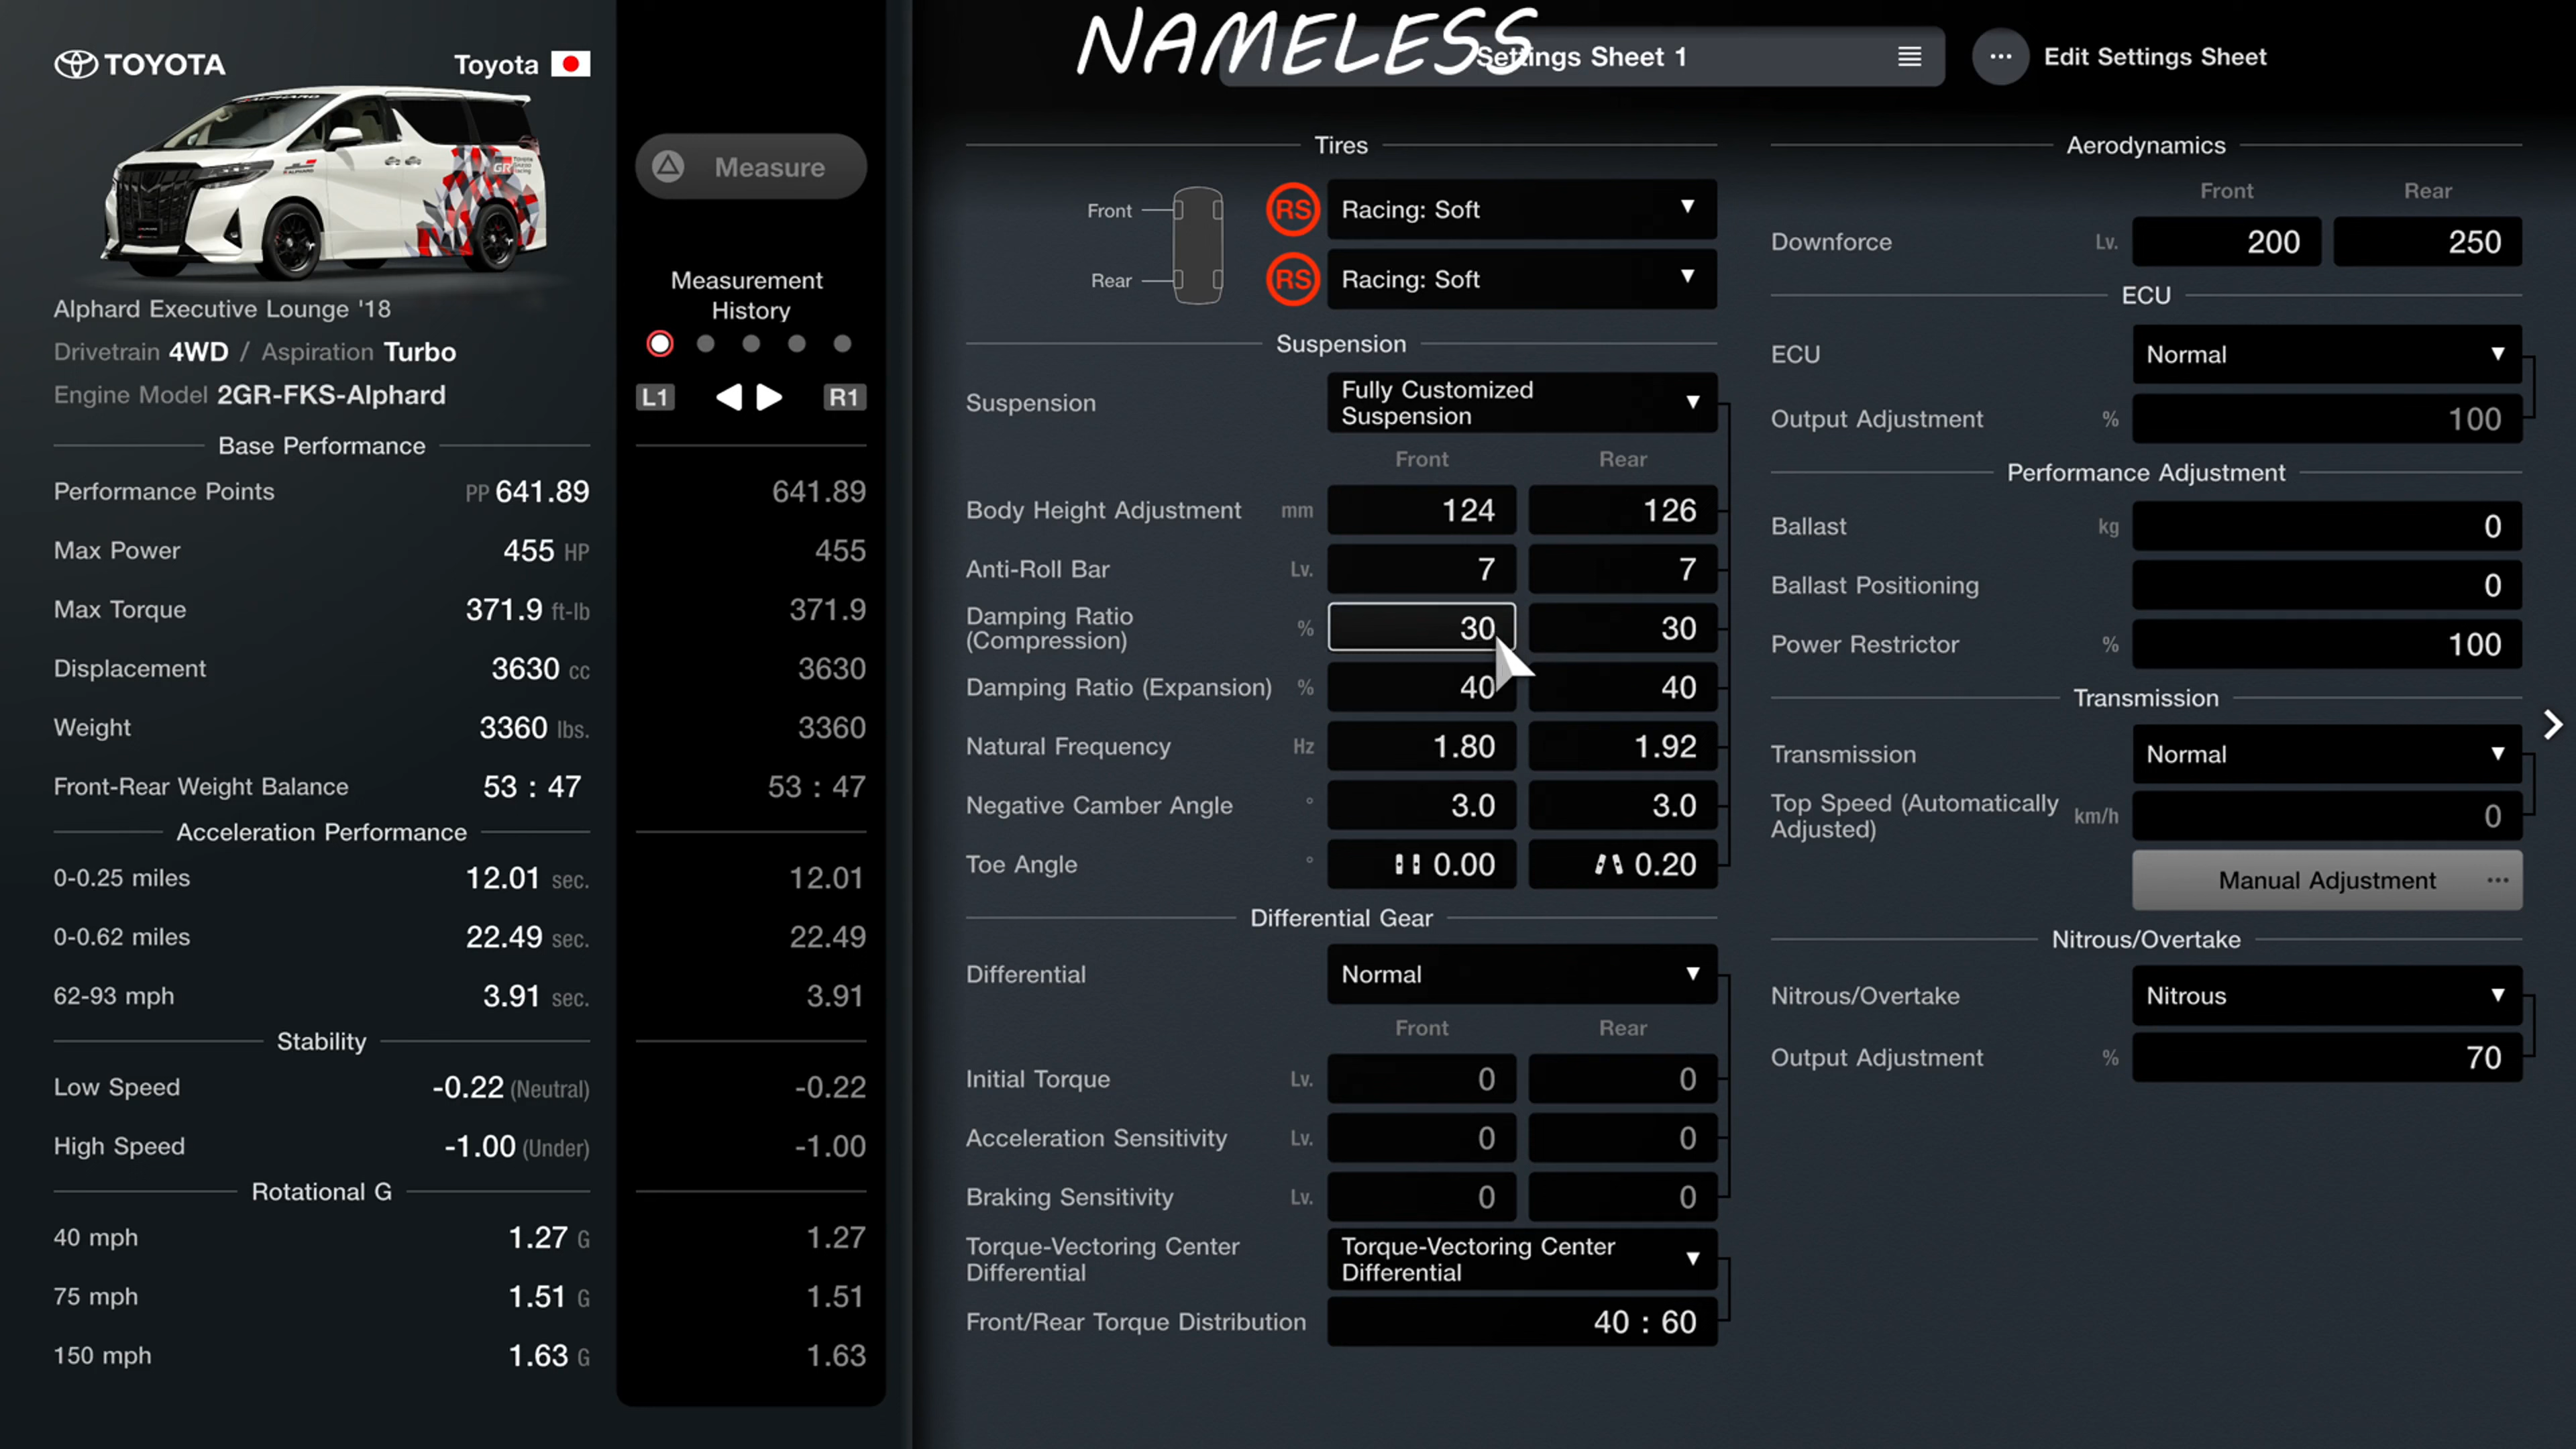 NAMELESS
TOYOTA
Toyota
Alphard Executive Lounge '18
Drivetrain 4WD / Aspiration Turbo
Engine Model 2GR-FKS-Alphard
Base Performance
Performance Points PP 641.89
Max Power 455 HP
Max Torque 371.9 ft-lb
Displacement 3630 cc
Weight 3360 lbs.
Front-Rear Weight Balance 53 : 47
Acceleration Performance
0-0.25 miles 12.01 sec.
0-0.62 miles 22.49 sec.
62-93 mph 3.91 sec.
Stability
Low Speed -0.22 (Neutral)
High Speed -1.00 (Under)
Rotational G
40 mph 1.27 G
75 mph 1.51 G
150 mph 1.63 G
Measure
Measurement
History
L1 R1
641.89
455
371.9
3630
3360
53 : 47
12.01
22.49
3.91
-0.22
-1.00
1.27
1.51
1.63
Settings Sheet 1
Edit Settings Sheet
Tires
Front RS Racing: Soft
Rear RS Racing: Soft
Suspension
Suspension Fully Customized
Suspension
Front Rear
Body Height Adjustment mm 124 126
Anti-Roll Bar Lv. 7 7
Damping Ratio
(Compression) % 30 30
Damping Ratio (Expansion) % 40 40
Natural Frequency Hz 1.80 1.92
Negative Camber Angle ° 3.0 3.0
Toe Angle ° 0.00 0.20
Differential Gear
Differential Normal
Front Rear
Initial Torque Lv. 0 0
Acceleration Sensitivity Lv. 0 0
Braking Sensitivity Lv. 0 0
Torque-Vectoring Center
Differential
Torque-Vectoring Center
Differential
Front/Rear Torque Distribution 40 : 60
Aerodynamics
Front Rear
Downforce Lv. 200 250
ECU
ECU Normal
Output Adjustment % 100
Performance Adjustment
Ballast kg 0
Ballast Positioning 0
Power Restrictor % 100
Transmission
Transmission Normal
Top Speed (Automatically
Adjusted) km/h 0
Manual Adjustment ...
Nitrous/Overtake
Nitrous/Overtake Nitrous
Output Adjustment % 70